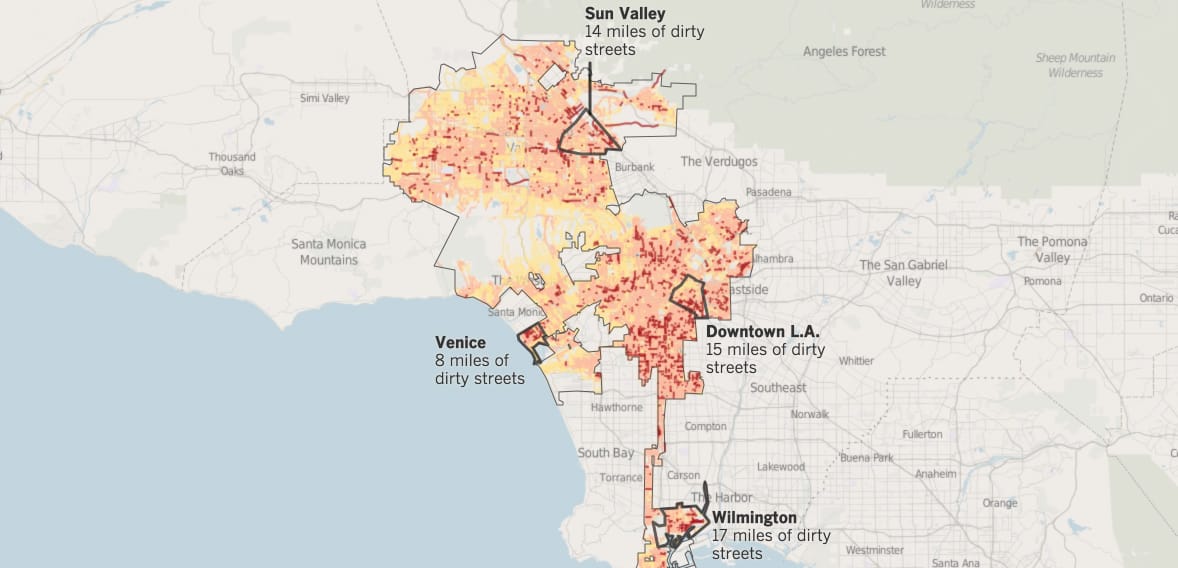 Wilderness
Sun Valley
14 miles of dirty
streets
Angeles Forest
Sheep Mountain
Wilderness
Simi Valley
Thousand
Oaks
Burbank
The Verdugos
Pasadena
Santa Monica
Mountains
The Pomona
Valley
The San Gabriel
Valley
Pomona
Ontario
Santa
Venice
8 miles of
dirty streets
Downtown L.A.
15 miles of dirty
streets
Whittier
Southeast
Hawthorne
Norwalk
Compton
Fullerton
South Bay
Buena Park
Torrance
Carson
Lakewood
Anaheim
The Harbor
Orange
Wilmington
17 miles of dirty
streets
Westminster
Santa Ana